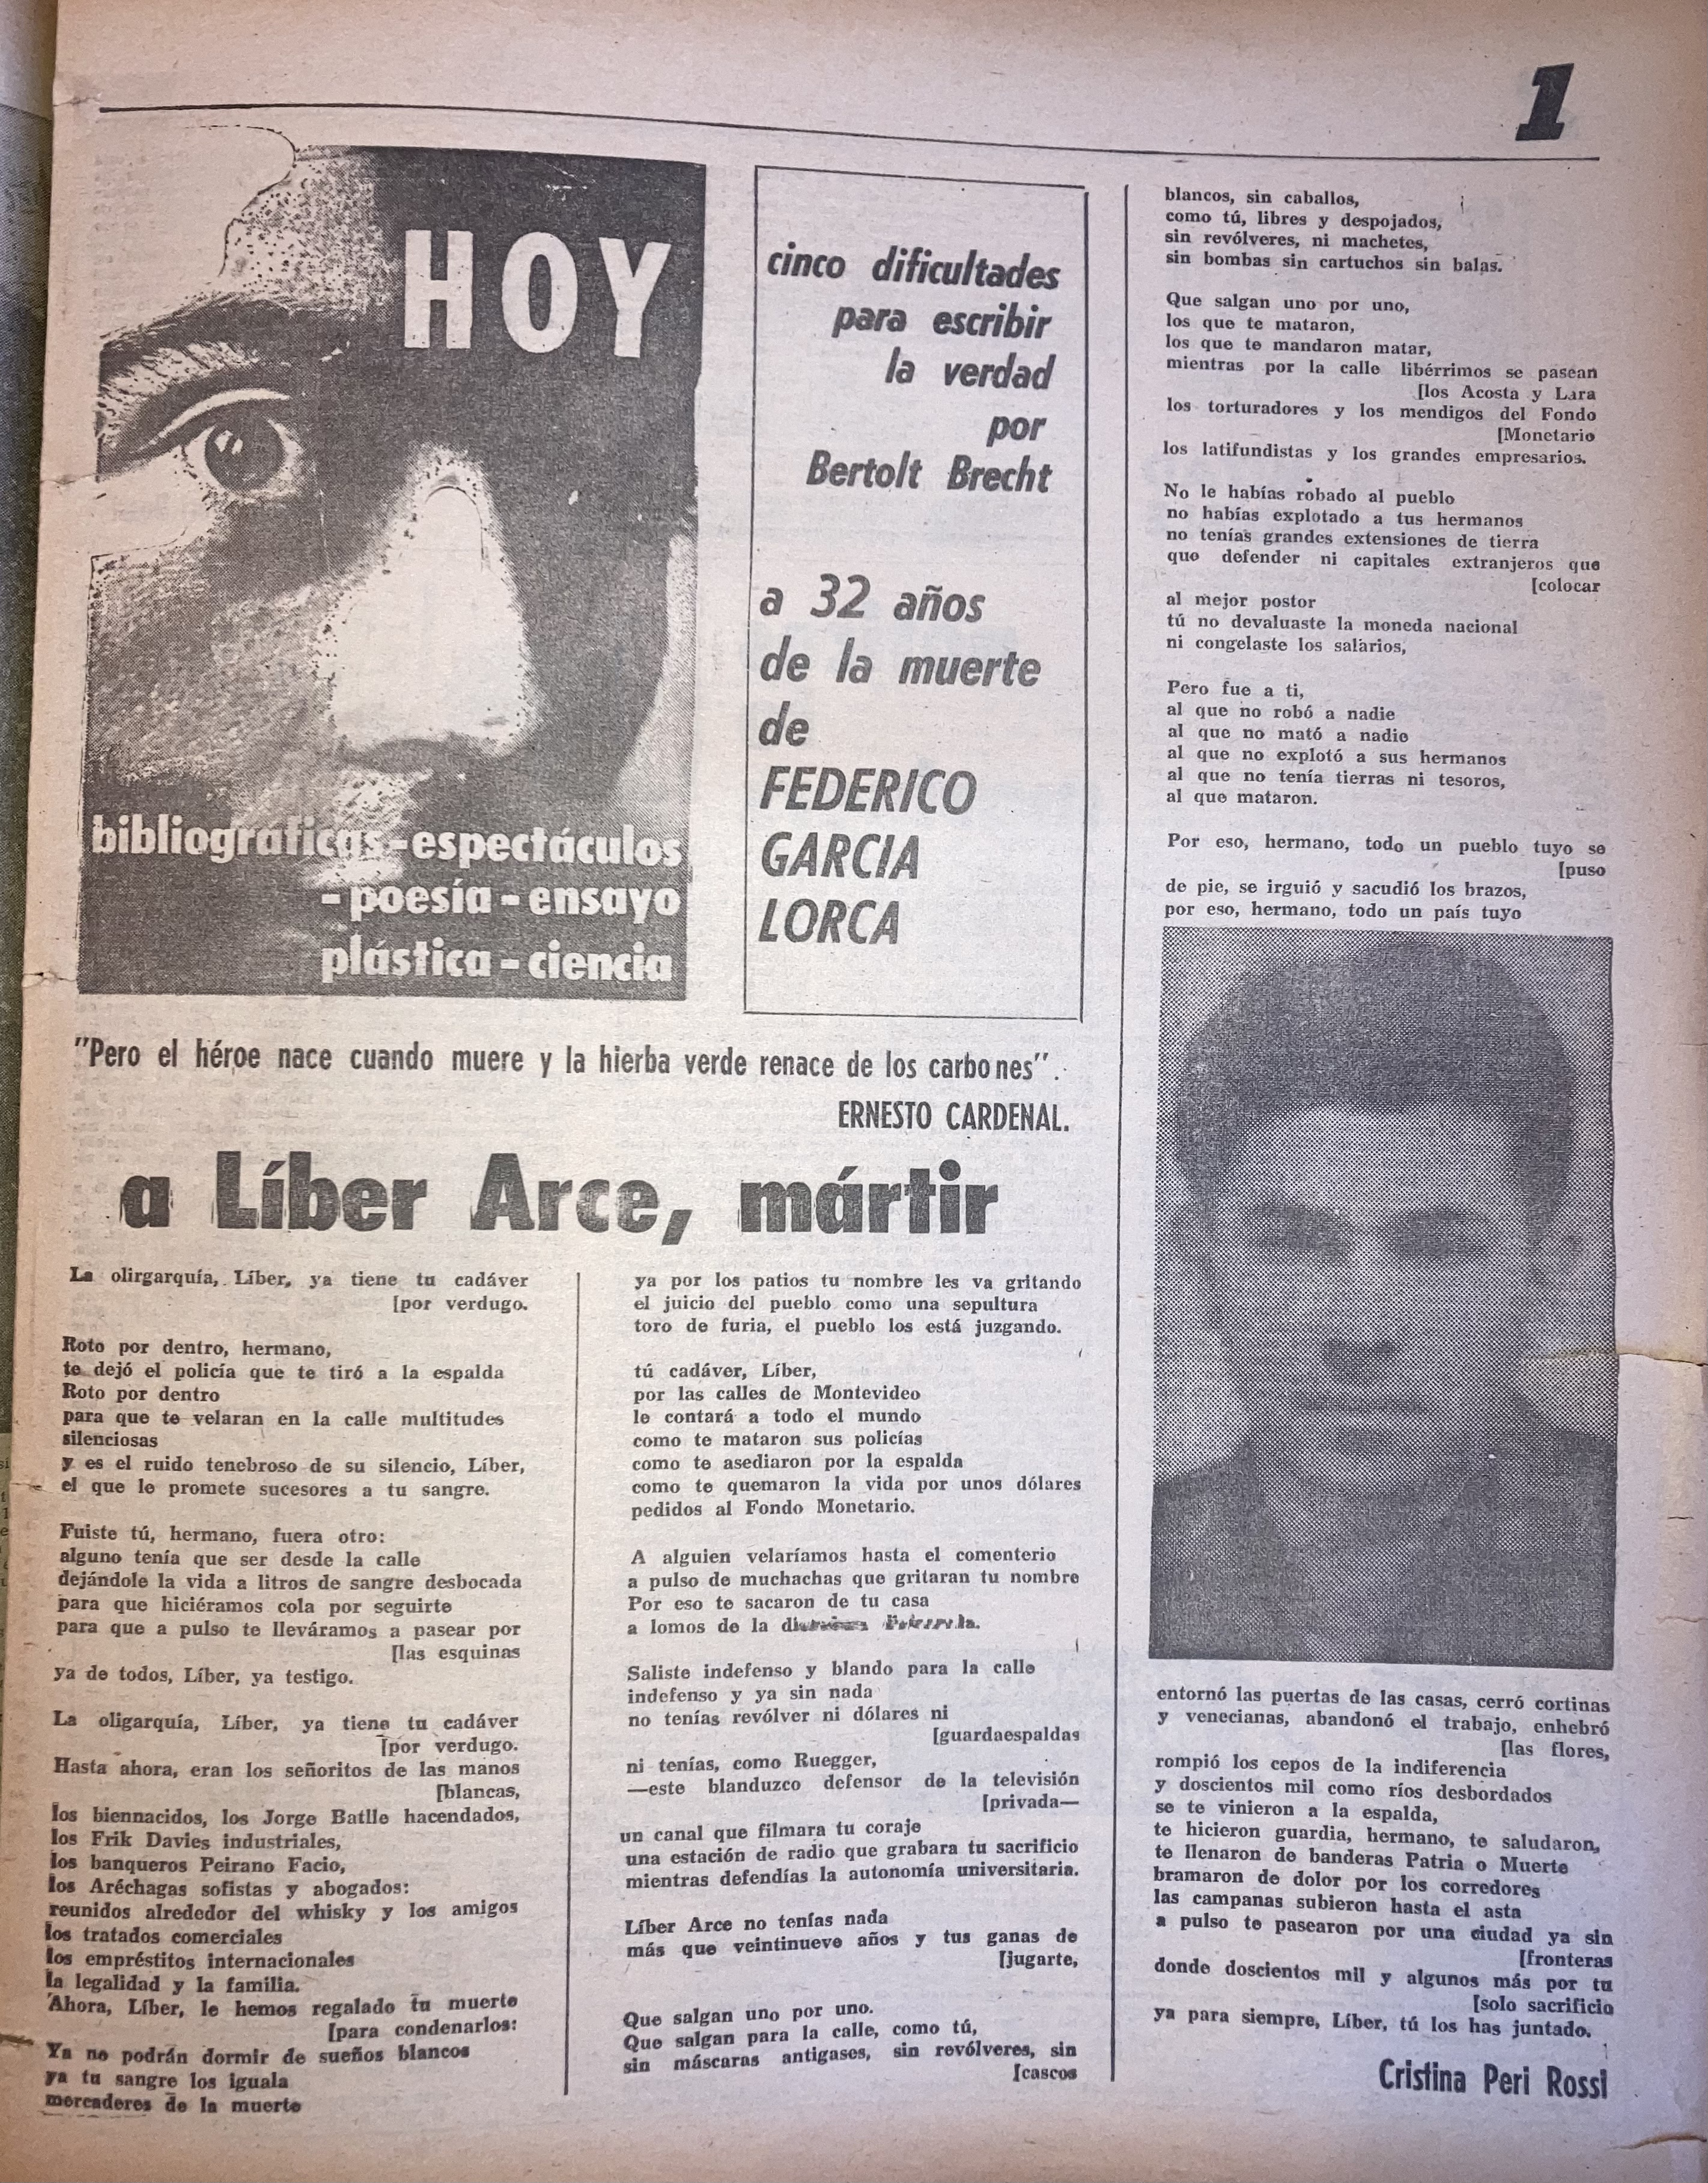 1
HOY
bibliograficas - espectáculos
- poesía - ensayo
plástica - ciencia
cinco dificultades
para escribir
la verdad
por
Bertolt Brecht
a 32 años
de la muerte
de
FEDERICO
GARCIA
LORCA
"Pero el héroe nace cuando muere y la hierba verde renace de los carbones".
ERNESTO CARDENAL.
a Líber Arce, mártir
La olirgarquía, Líber, ya tiene tu cadáver
[por verdugo.
Roto por dentro, hermano,
te dejó el policía que te tiró a la espalda
Roto por dentro
para que te velaran en la calle multitudes
silenciosas
y es el ruido tenebroso de su silencio, Líber,
el que le promete sucesores a tu sangre.
Fuiste tú, hermano, fuera otro:
alguno tenía que ser desde la calle
dejándole la vida a litros de sangre desbocada
para que hiciéramos cola por seguirte
para que a pulso te lleváramos a pasear por
[las esquinas
ya de todos, Líber, ya testigo.
La oligarquía, Líber, ya tiene tu cadáver
[por verdugo.
Hasta ahora, eran los señoritos de las manos
[blancas,
los biennacidos, los Jorge Batlle hacendados,
los Frik Davies industriales,
los banqueros Peirano Facio,
los Aréchagas sofistas y abogados:
reunidos alrededor del whisky y los amigos
los tratados comerciales
los empréstitos internacionales
la legalidad y la familia.
Ahora, Líber, le hemos regalado tu muerte
[para condenarlos:
Ya no podrán dormir de sueños blancos
ya tu sangre los iguala
mercaderes de la muerte
ya por los patios tu nombre les va gritando
el juicio del pueblo como una sepultura
toro de furia, el pueblo los está juzgando.
tú cadáver, Líber,
por las calles de Montevideo
le contará a todo el mundo
como te mataron sus policías
como te asediaron por la espalda
como te quemaron la vida por unos dólares
pedidos al Fondo Monetario.
A alguien velaríamos hasta el comenterio
a pulso de muchachas que gritaran tu nombre
Por eso te sacaron de tu casa
a lomos de la
Saliste indefenso y blando para la calle
indefenso y ya sin nada
no tenías revólver ni dólares ni
[guardaespaldas
ni tenías, como Ruegger,
—este blanduzco defensor de la televisión
[privada—
un canal que filmara tu coraje
una estación de radio que grabara tu sacrificio
mientras defendías la autonomía universitaria.
Líber Arce no tenías nada
más que veintinueve años y tus ganas de
[jugarte,
Que salgan uno por uno.
Que salgan para la calle, como tú,
sin máscaras antigases, sin revólveres, sin
[cascos
blancos, sin caballos,
como tú, libres y despojados,
sin revólveres, ni machetes,
sin bombas sin cartuchos sin balas.
Que salgan uno por uno,
los que te mataron,
los que te mandaron matar,
mientras por la calle libérrimos se pasean
[los Acosta y Lara
los torturadores y los mendigos del Fondo
[Monetario
los latifundistas y los grandes empresarios.
No le habías robado al pueblo
no habías explotado a tus hermanos
no tenías grandes extensiones de tierra
que defender ni capitales extranjeros que
[colocar
al mejor postor
tú no devaluaste la moneda nacional
ni congelaste los salarios,
Pero fue a ti,
al que no robó a nadie
al que no mató a nadie
al que no explotó a sus hermanos
al que no tenía tierras ni tesoros,
al que mataron.
Por eso, hermano, todo un pueblo tuyo se
[puso
de pie, se irguió y sacudió los brazos,
por eso, hermano, todo un país tuyo
entornó las puertas de las casas, cerró cortinas
y venecianas, abandonó el trabajo, enhebró
[las flores,
rompió los cepos de la indiferencia
y doscientos mil como ríos desbordados
se te vinieron a la espalda,
te hicieron guardia, hermano, te saludaron,
te llenaron de banderas Patria o Muerte
bramaron de dolor por los corredores
las campanas subieron hasta el asta
a pulso te pasearon por una ciudad ya sin
[fronteras
donde doscientos mil y algunos más por tu
[solo sacrificio
ya para siempre, Líber, tú los has juntado.
Cristina Peri Rossi